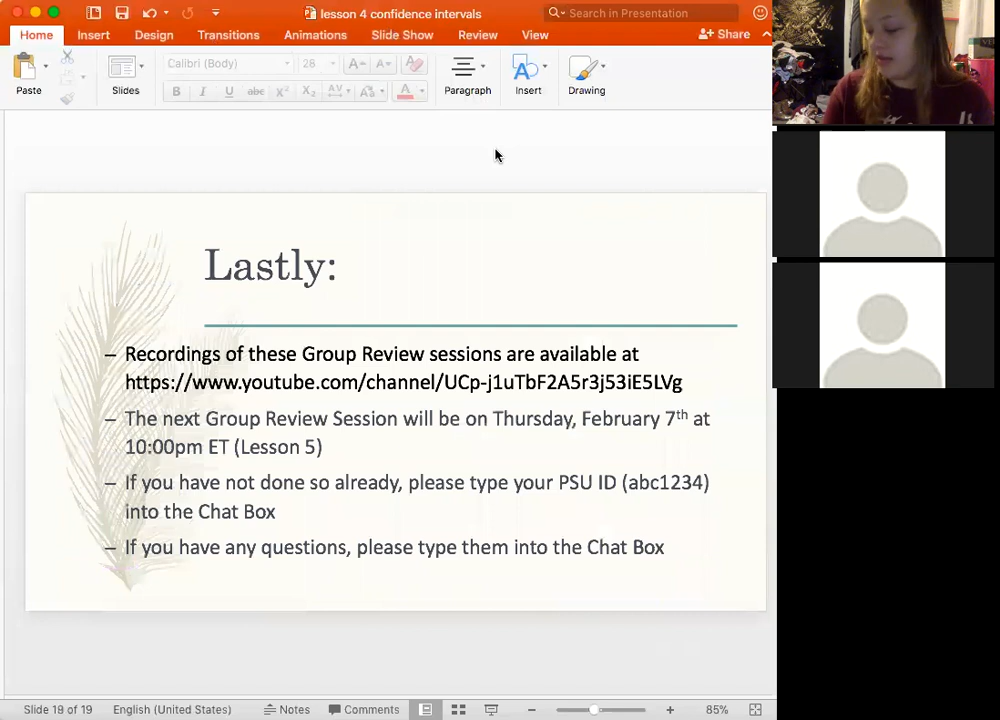 lesson 4 confidence intervals
Search in Presentation
Home Insert Design Transitions Animations Slide Show Review View Share
Calibri (Body) 28
Paste Slides Paragraph Insert Drawing
Lastly:
– Recordings of these Group Review sessions are available at
https://www.youtube.com/channel/UCp-j1uTbF2A5r3j53iE5LVg
– The next Group Review Session will be on Thursday, February 7th at
10:00pm ET (Lesson 5)
– If you have not done so already, please type your PSU ID (abc1234)
into the Chat Box
– If you have any questions, please type them into the Chat Box
Slide 19 of 19 English (United States) Notes Comments 85%